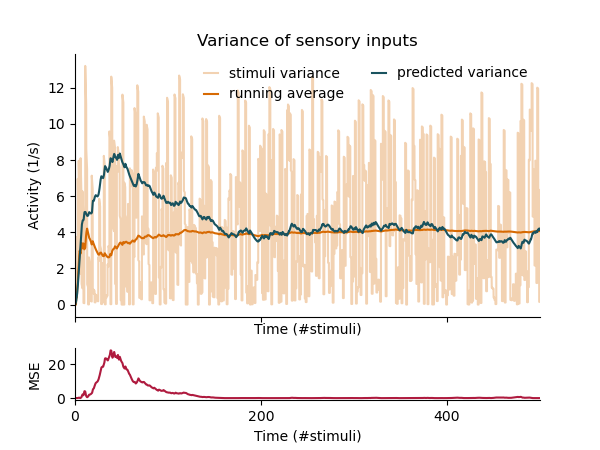 Variance of sensory inputs
stimuli variance
running average
predicted variance
Activity (1/s)
12
10
8
6
4
2
0
Time (#stimuli)
MSE
20
0
0 200 400
Time (#stimuli)